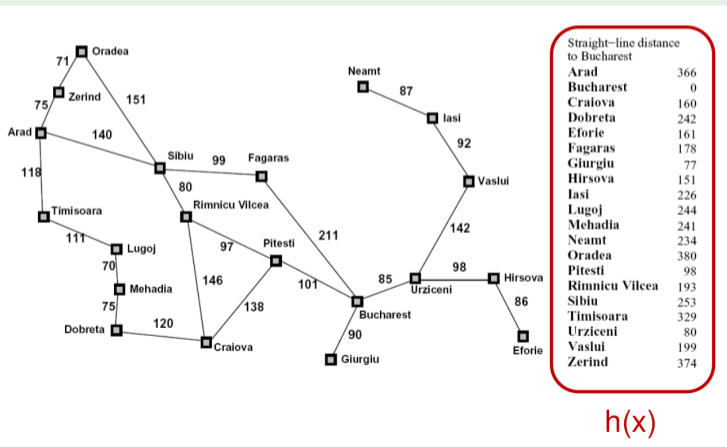 Oradea
71
Zerind
75
151
Arad
140
118
Sibiu
99
Fagaras
80
Rimnicu Vilcea
Timisoara
111
Lugoj
70
Mehadia
75
Dobreta
120
Craiova
146
97
Pitesti
138
101
211
Bucharest
90
Giurgiu
85
Urziceni
98
Hirsova
86
Eforie
142
Vaslui
92
Iasi
87
Neamt
Straight-line distance
to Bucharest
Arad 366
Bucharest 0
Craiova 160
Dobreta 242
Eforie 161
Fagaras 178
Giurgiu 77
Hirsova 151
Iasi 226
Lugoj 244
Mehadia 241
Neamt 234
Oradea 380
Pitesti 98
Rimnicu Vilcea 193
Sibiu 253
Timisoara 329
Urziceni 80
Vaslui 199
Zerind 374
h(x)